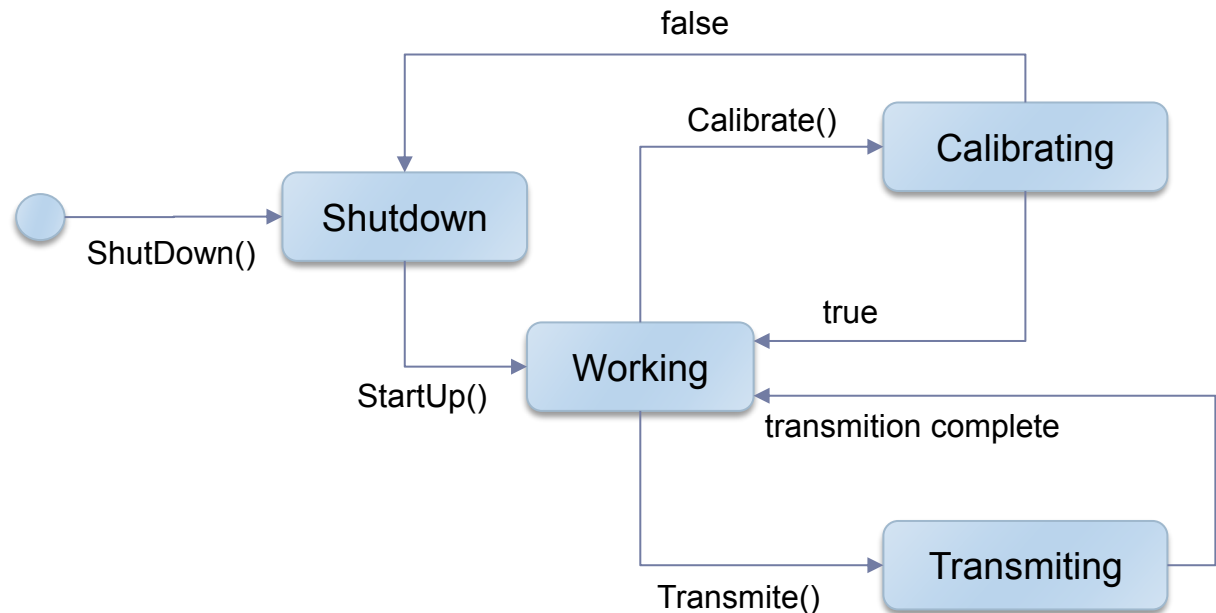 false
Calibrate()
Calibrating
Shutdown
ShutDown()
true
Working
StartUp()
transmition complete
Transmiting
Transmite()